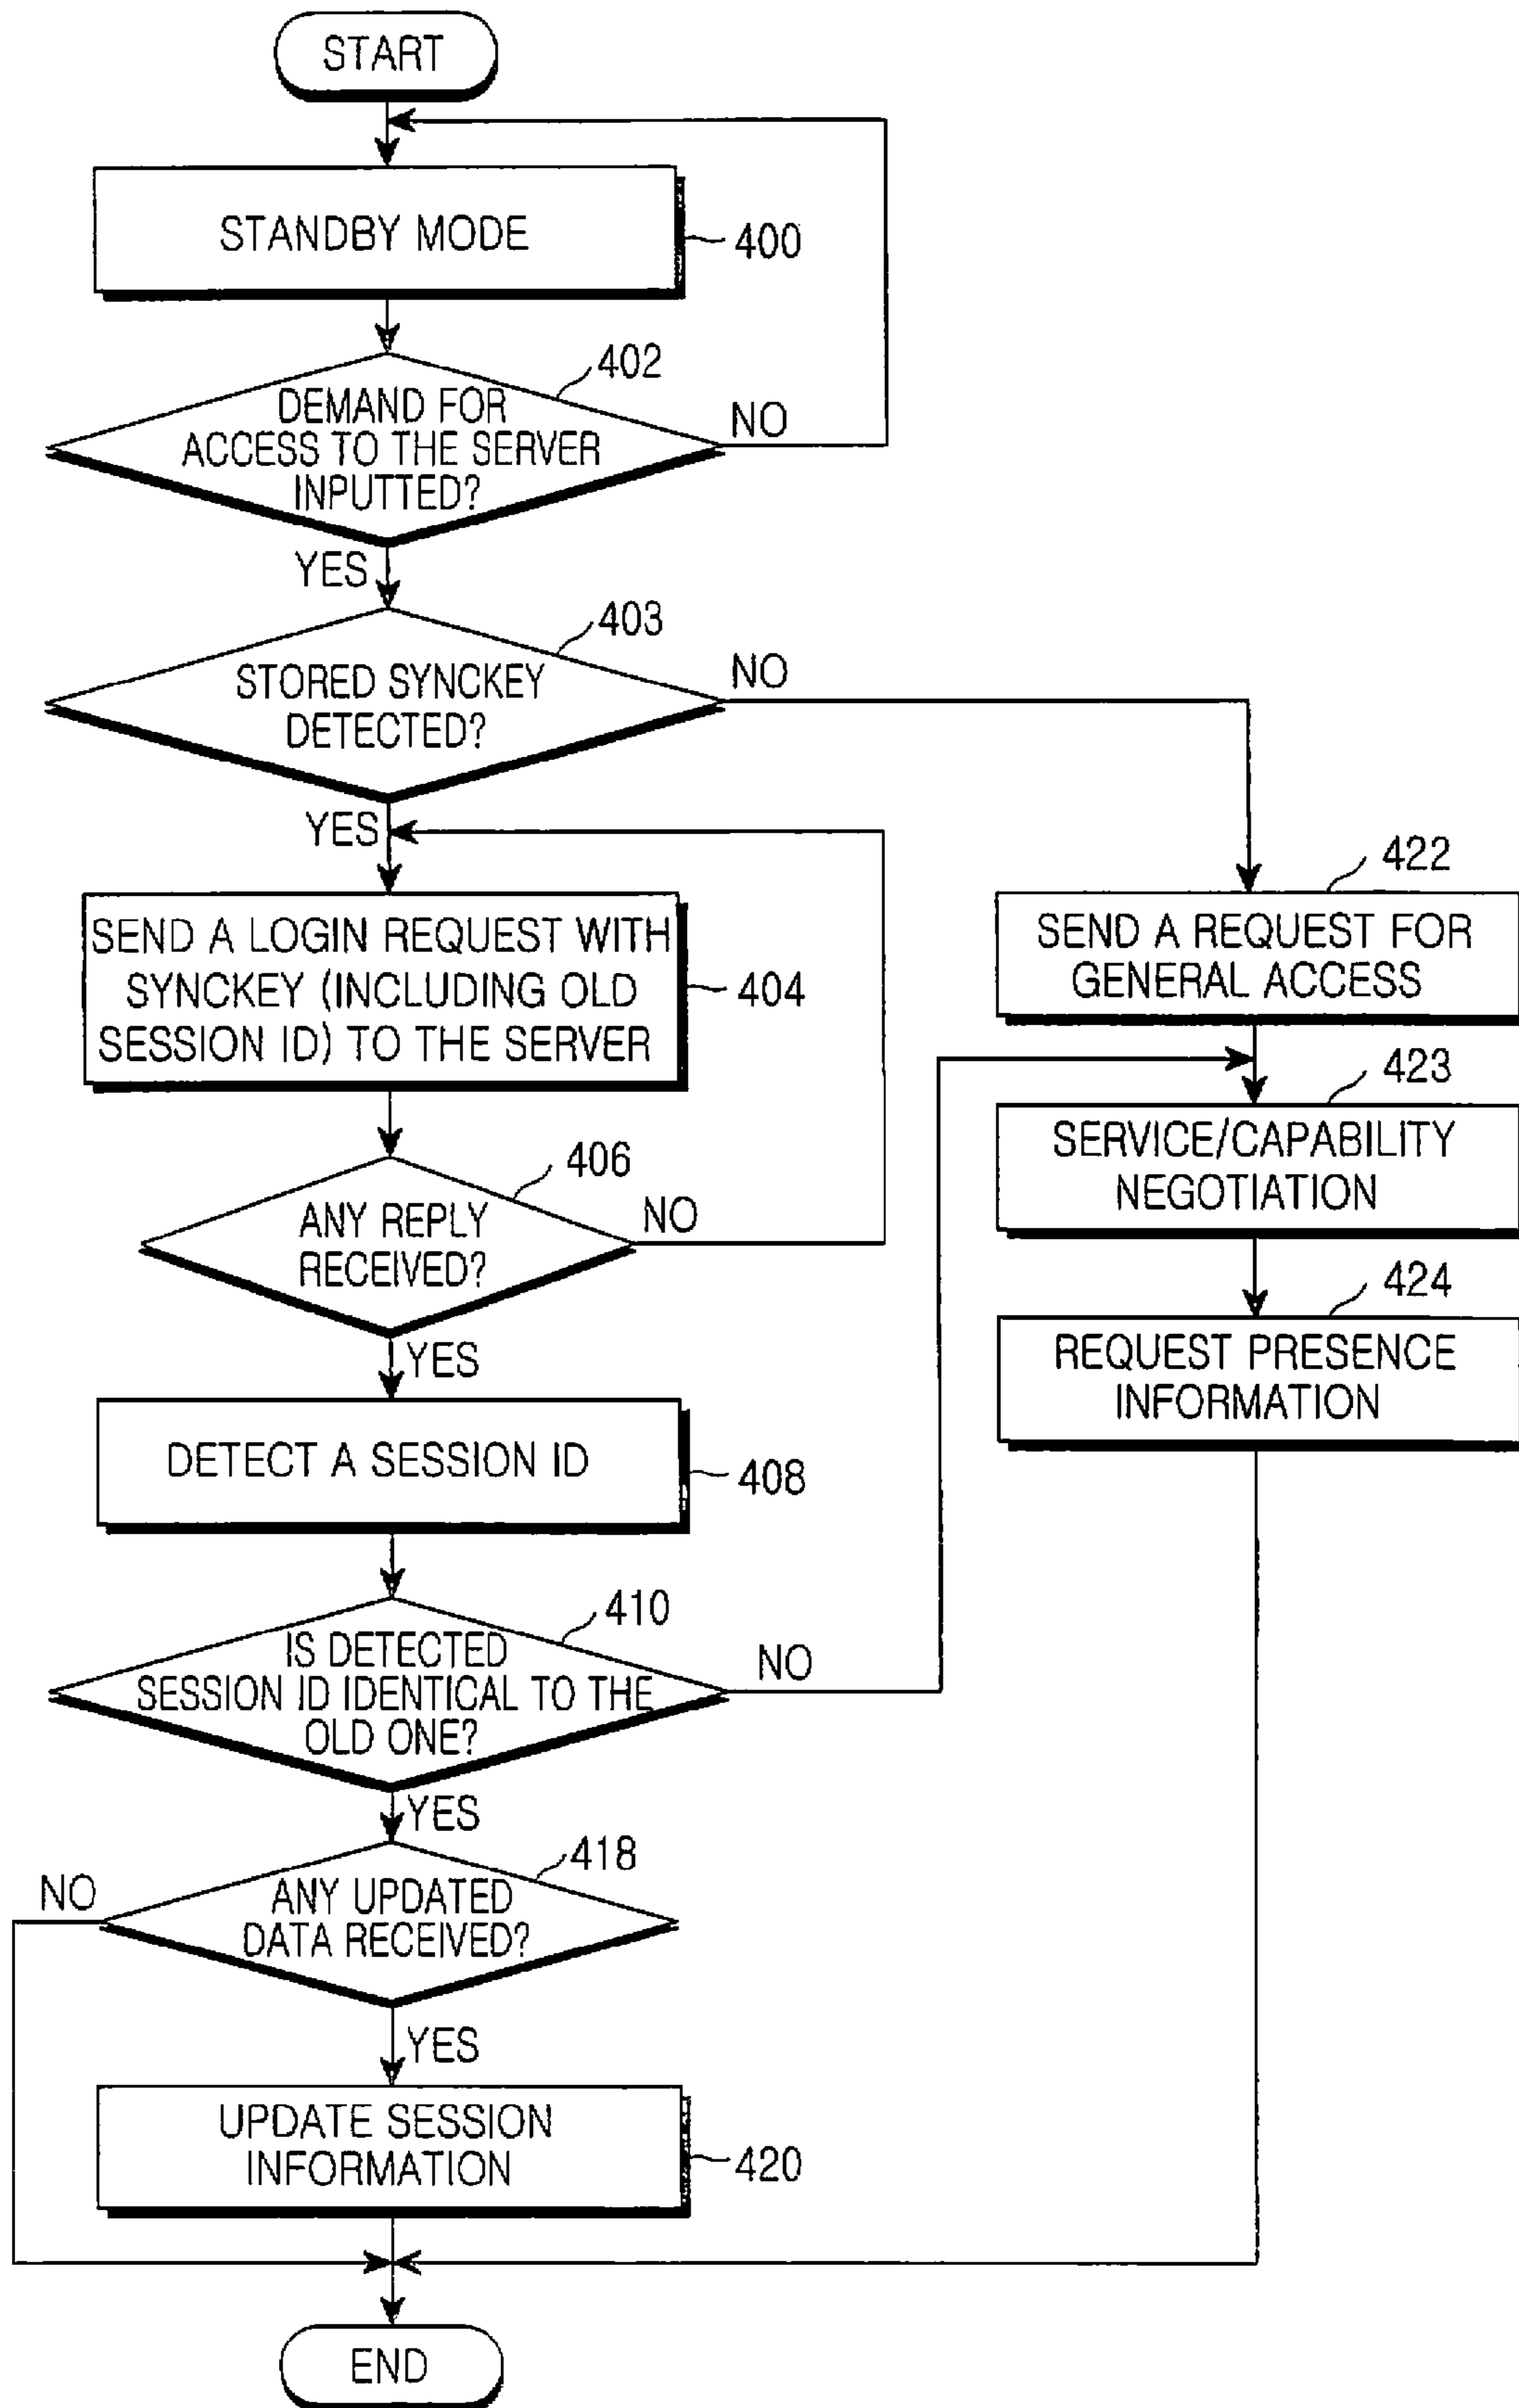 START
STANDBY MODE
400
402
DEMAND FOR
ACCESS TO THE SERVER
INPUTTED?
NO
YES
403
STORED SYNCKEY
DETECTED?
NO
YES
SEND A LOGIN REQUEST WITH
SYNCKEY (INCLUDING OLD
SESSION ID) TO THE SERVER
404
422
SEND A REQUEST FOR
GENERAL ACCESS
423
SERVICE/CAPABILITY
NEGOTIATION
406
ANY REPLY
RECEIVED?
NO
YES
424
REQUEST PRESENCE
INFORMATION
DETECT A SESSION ID
408
410
IS DETECTED
SESSION ID IDENTICAL TO THE
OLD ONE?
NO
YES
418
ANY UPDATED
DATA RECEIVED?
NO
YES
UPDATE SESSION
INFORMATION
420
END